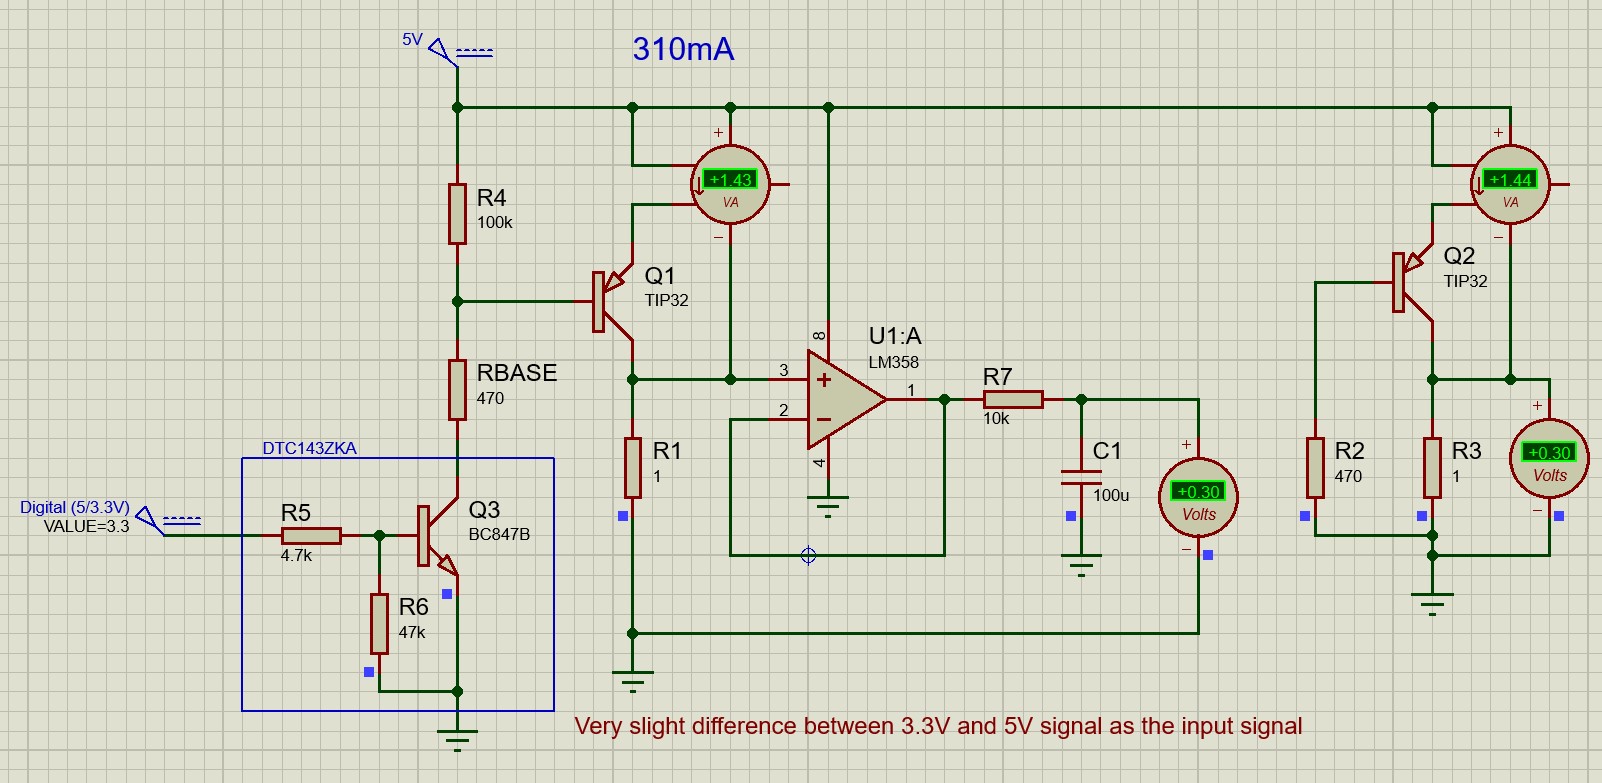 5V
310mA
+
+1.43
VA
−
+
+1.44
VA
−
R4
100k
Q1
TIP32
Q2
TIP32
8
U1:A
LM358
3
2
1
4
+
−
R7
10k
RBASE
470
R1
1
C1
100u
+
+0.30
Volts
−
R2
470
R3
1
+
+0.30
Volts
−
DTC143ZKA
Digital (5/3.3V)
VALUE=3.3
R5
4.7k
Q3
BC847B
R6
47k
Very slight difference between 3.3V and 5V signal as the input signal